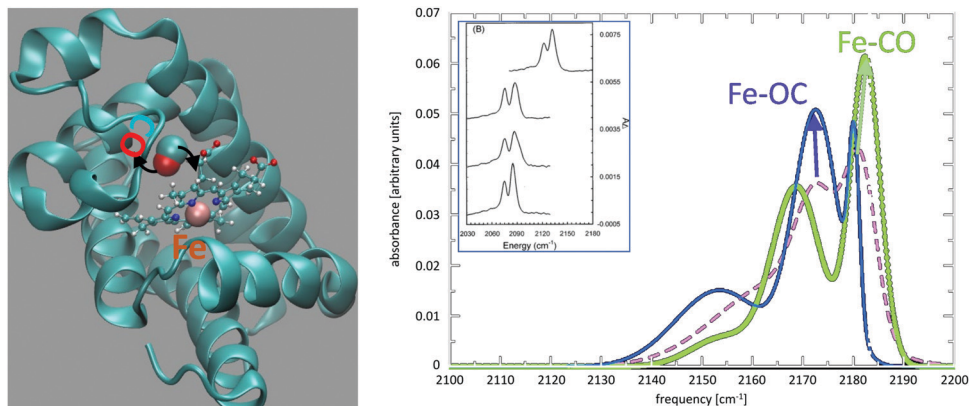 Fe
0.07
0.06
0.05
0.04
0.03
0.02
0.01
0
absorbance [arbitrary units]
(B)
0.0075
0.0055
0.0035
0.0015
-0.0005
2030 2060 2090 2120 2150 2180
Energy (cm⁻¹)
Fe-CO
Fe-OC
2100 2110 2120 2130 2140 2150 2160 2170 2180 2190 2200
frequency [cm⁻¹]